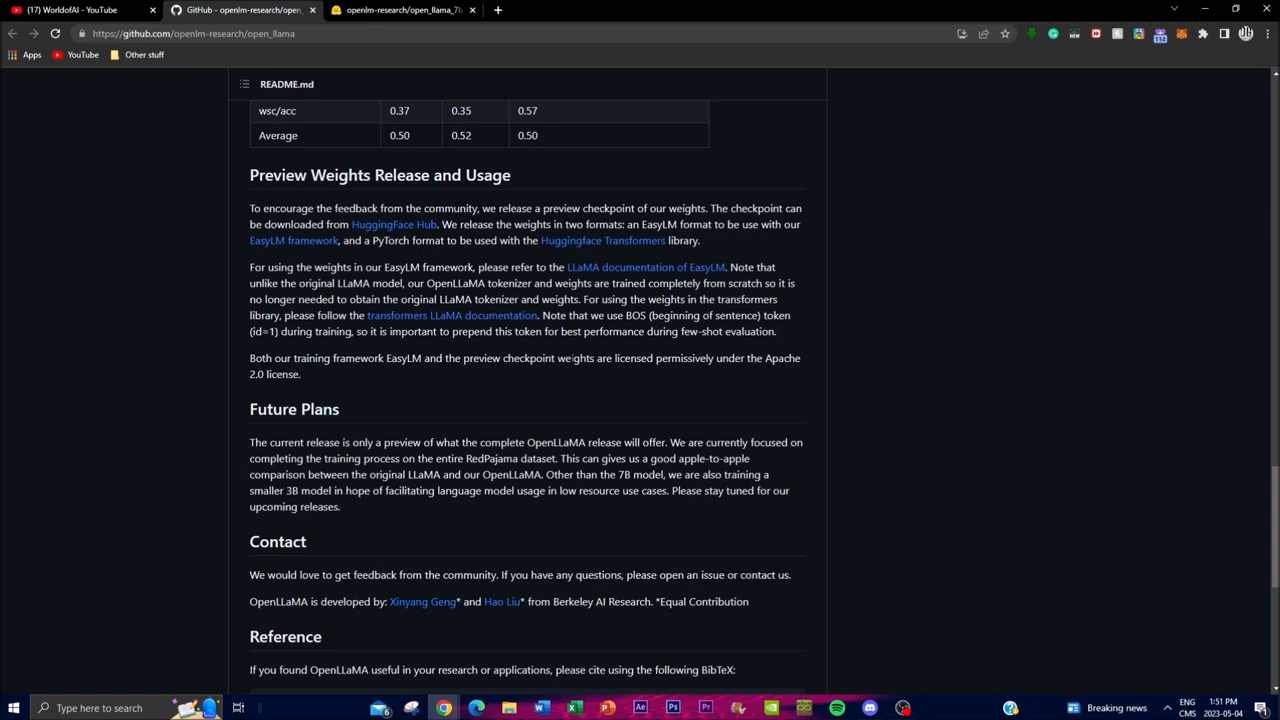 (17) WorldofAI - YouTube
GitHub - openlm-research/open_
openlm-research/open_llama_7b
https://github.com/openlm-research/open_llama
Apps
YouTube
Other stuff
README.md
wsc/acc 0.37 0.35 0.57
Average 0.50 0.52 0.50
Preview Weights Release and Usage
To encourage the feedback from the community, we release a preview checkpoint of our weights. The checkpoint can
be downloaded from HuggingFace Hub. We release the weights in two formats: an EasyLM format to be use with our
EasyLM framework, and a PyTorch format to be used with the Huggingface Transformers library.
For using the weights in our EasyLM framework, please refer to the LLaMA documentation of EasyLM. Note that
unlike the original LLaMA model, our OpenLLaMA tokenizer and weights are trained completely from scratch so it is
no longer needed to obtain the original LLaMA tokenizer and weights. For using the weights in the transformers
library, please follow the transformers LLaMA documentation. Note that we use BOS (beginning of sentence) token
(id=1) during training, so it is important to prepend this token for best performance during few-shot evaluation.
Both our training framework EasyLM and the preview checkpoint weights are licensed permissively under the Apache
2.0 license.
Future Plans
The current release is only a preview of what the complete OpenLLaMA release will offer. We are currently focused on
completing the training process on the entire RedPajama dataset. This can gives us a good apple-to-apple
comparison between the original LLaMA and our OpenLLaMA. Other than the 7B model, we are also training a
smaller 3B model in hope of facilitating language model usage in low resource use cases. Please stay tuned for our
upcoming releases.
Contact
We would love to get feedback from the community. If you have any questions, please open an issue or contact us.
OpenLLaMA is developed by: Xinyang Geng* and Hao Liu* from Berkeley AI Research. *Equal Contribution
Reference
If you found OpenLLaMA useful in your research or applications, please cite using the following BibTeX:
Type here to search
Breaking news
ENG
CMS
1:51 PM
2023-05-04